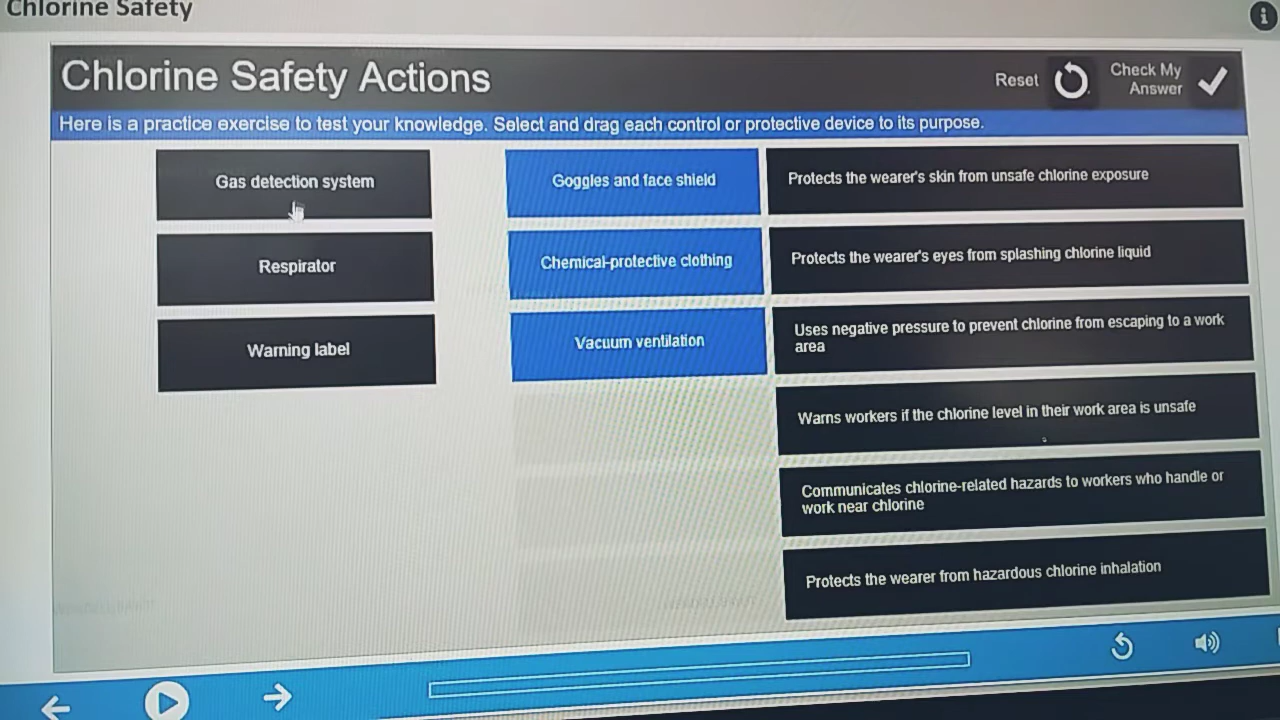 Chlorine Safety
Chlorine Safety Actions
Reset
Check My
Answer
Here is a practice exercise to test your knowledge. Select and drag each control or protective device to its purpose.
Gas detection system
Respirator
Warning label
Goggles and face shield
Chemical-protective clothing
Vacuum ventilation
Protects the wearer's skin from unsafe chlorine exposure
Protects the wearer's eyes from splashing chlorine liquid
Uses negative pressure to prevent chlorine from escaping to a work
area
Warns workers if the chlorine level in their work area is unsafe
Communicates chlorine-related hazards to workers who handle or
work near chlorine
Protects the wearer from hazardous chlorine inhalation